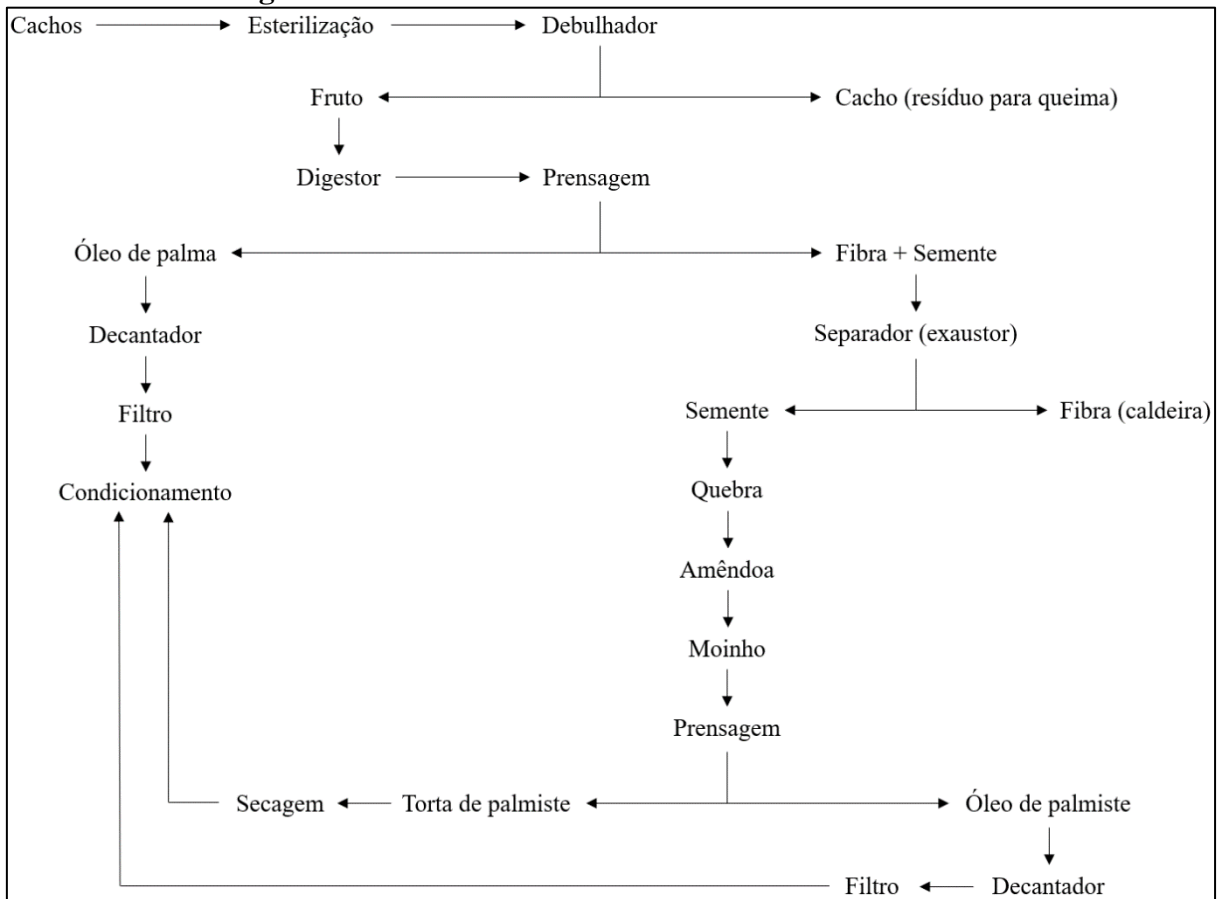 Cachos Esterilização Debulhador
Fruto Cacho (resíduo para queima)
Digestor Prensagem
Óleo de palma Fibra + Semente
Decantador Separador (exaustor)
Filtro Semente Fibra (caldeira)
Condicionamento Quebra
Amêndoa
Moinho
Prensagem
Secagem Torta de palmiste Óleo de palmiste
Filtro Decantador